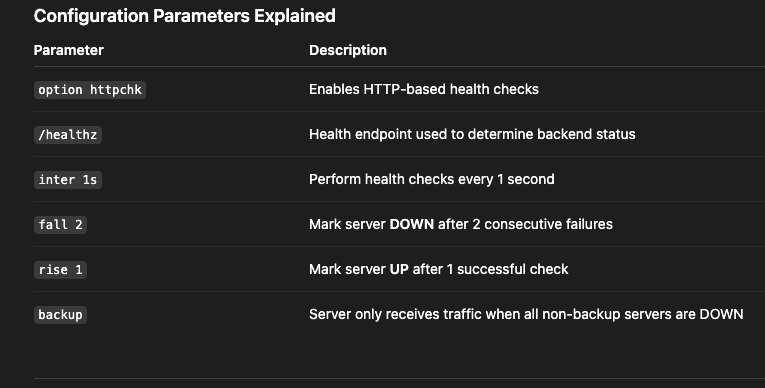 Configuration Parameters Explained
Parameter Description
option httpchk Enables HTTP-based health checks
/healthz Health endpoint used to determine backend status
inter 1s Perform health checks every 1 second
fall 2 Mark server DOWN after 2 consecutive failures
rise 1 Mark server UP after 1 successful check
backup Server only receives traffic when all non-backup servers are DOWN